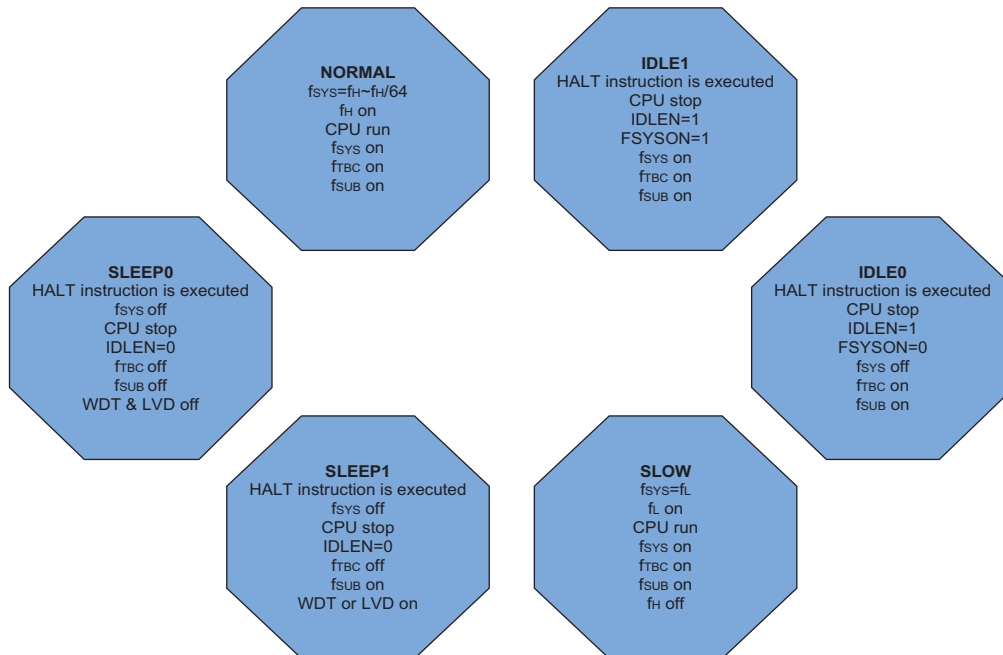 NORMAL
fSYS=fH~fH/64
fH on
CPU run
fSYS on
fTBC on
fSUB on
IDLE1
HALT instruction is executed
CPU stop
IDLEN=1
FSYSON=1
fSYS on
fTBC on
fSUB on
SLEEP0
HALT instruction is executed
fSYS off
CPU stop
IDLEN=0
fTBC off
fSUB off
WDT & LVD off
IDLE0
HALT instruction is executed
CPU stop
IDLEN=1
FSYSON=0
fSYS off
fTBC on
fSUB on
SLEEP1
HALT instruction is executed
fSYS off
CPU stop
IDLEN=0
fTBC off
fSUB on
WDT or LVD on
SLOW
fSYS=fL
fL on
CPU run
fSYS on
fTBC on
fSUB on
fH off